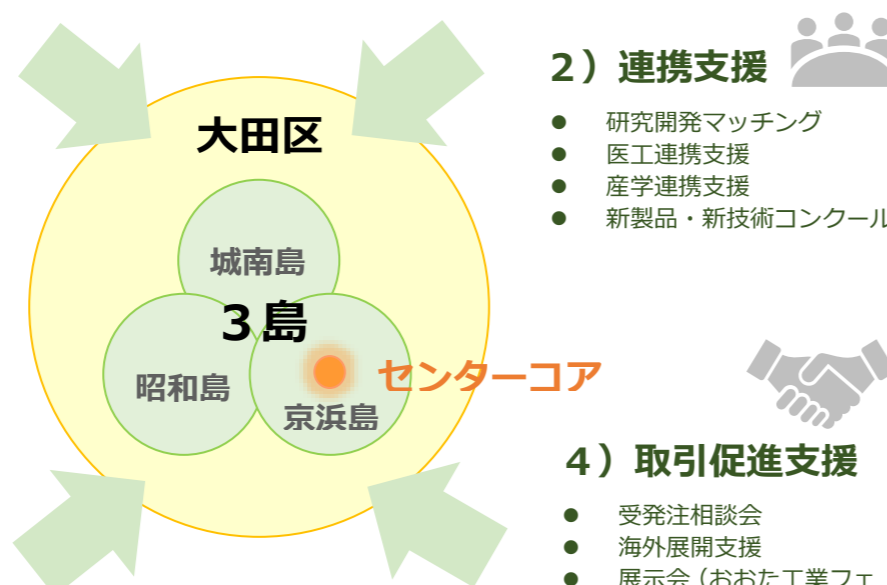 大田区
城南島
3島
昭和島
京浜島
センターコア
2）連携支援
● 研究開発マッチング
● 医工連携支援
● 産学連携支援
● 新製品・新技術コンクール
4）取引促進支援
● 受発注相談会
● 海外展開支援
● 展示会（おおた工業フェ